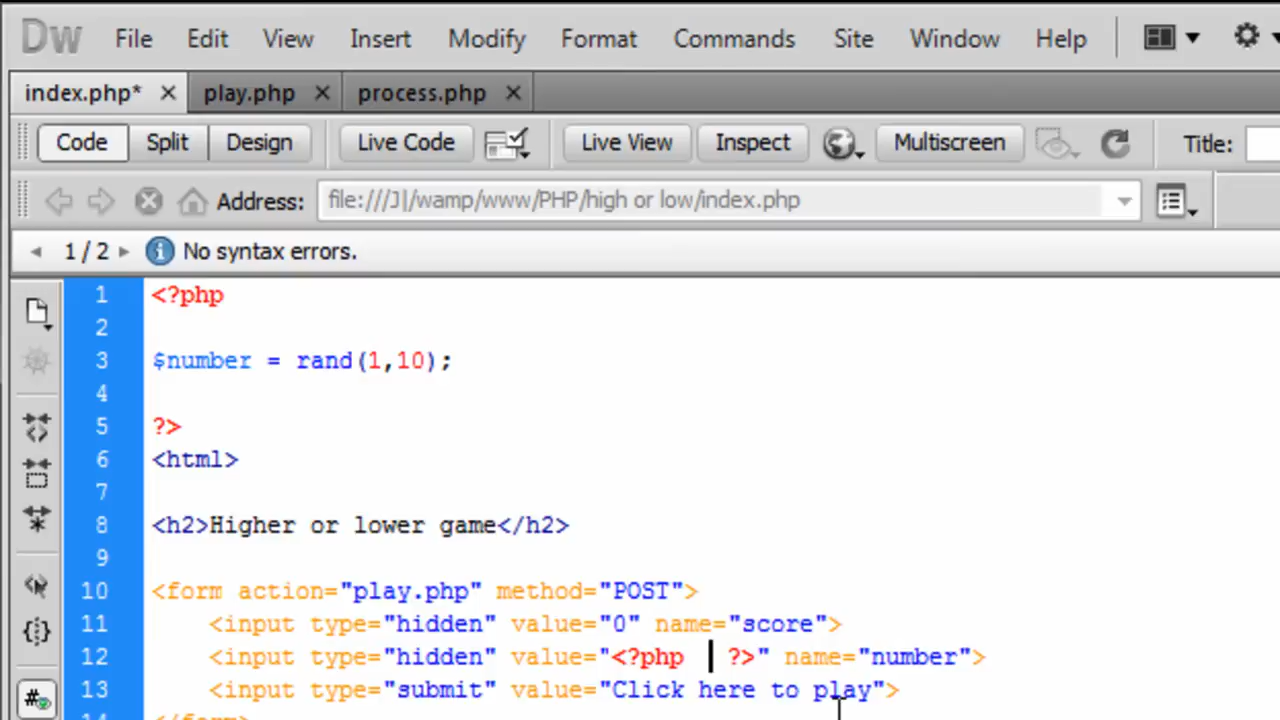 Dw File Edit View Insert Modify Format Commands Site Window Help
index.php* play.php process.php
Code Split Design Live Code Live View Inspect Multiscreen Title:
Address: file:///J|/wamp/www/PHP/high or low/index.php
1 / 2 No syntax errors.
1 <?php
2
3 $number = rand(1,10);
4
5 ?>
6 <html>
7
8 <h2>Higher or lower game</h2>
9
10 <form action="play.php" method="POST">
11 <input type="hidden" value="0" name="score">
12 <input type="hidden" value="<?php ?>" name="number">
13 <input type="submit" value="Click here to play">
14 </form>